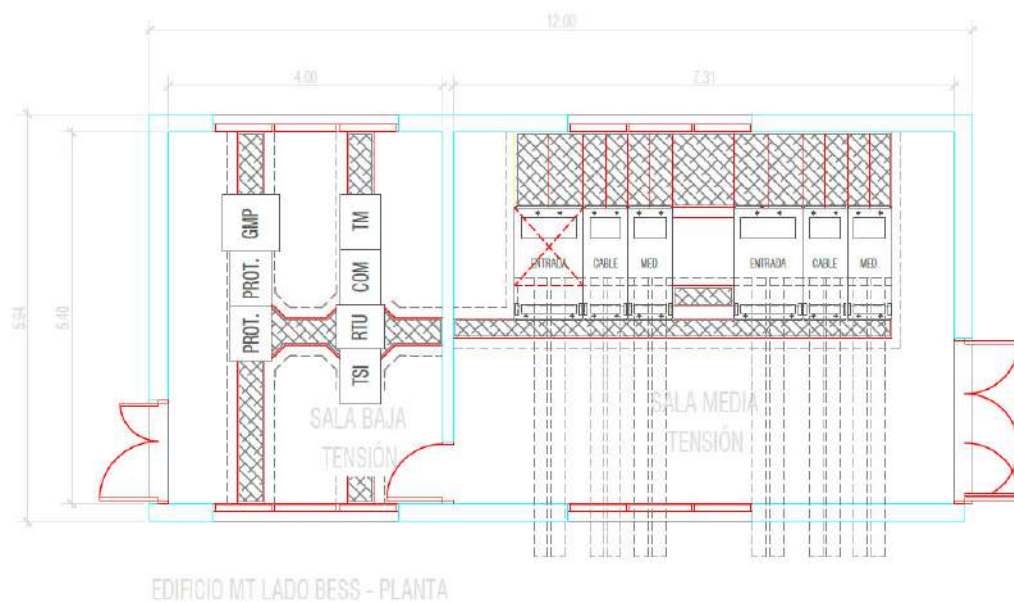 12.00
4.00
7.31
5.94
5.40
GMP
TM
PROT.
COM
PROT.
RTU
TSI
ENTRADA
CABLE
MED
ENTRADA
CABLE
MED
SALA BAJA
TENSIÓN
SALA MEDIA
TENSIÓN
EDIFICIO MT LADO BESS - PLANTA